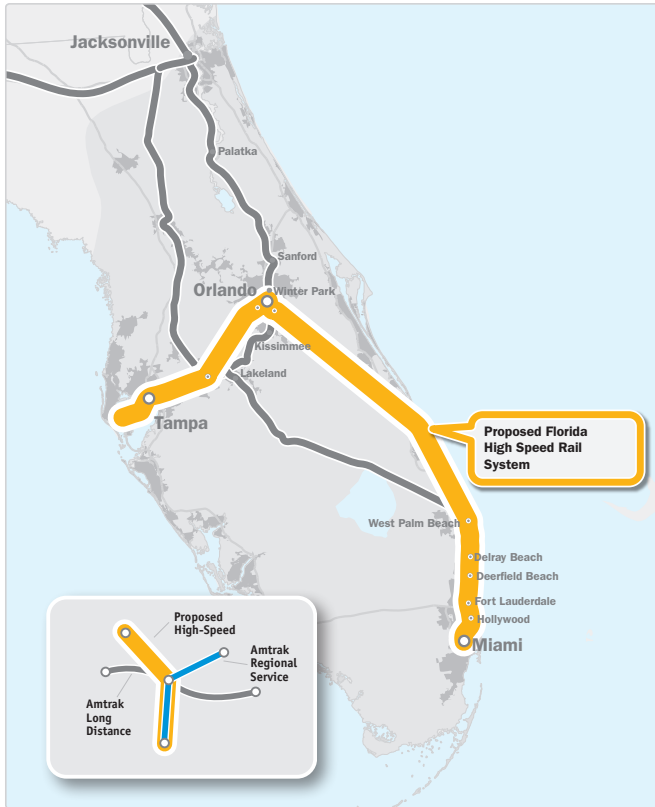 Jacksonville
Palatka
Sanford
Orlando
Winter Park
Kissimmee
Lakeland
Tampa
Proposed Florida
High Speed Rail
System
West Palm Beach
Delray Beach
Deerfield Beach
Fort Lauderdale
Hollywood
Miami
Proposed
High-Speed
Amtrak
Regional
Service
Amtrak
Long
Distance